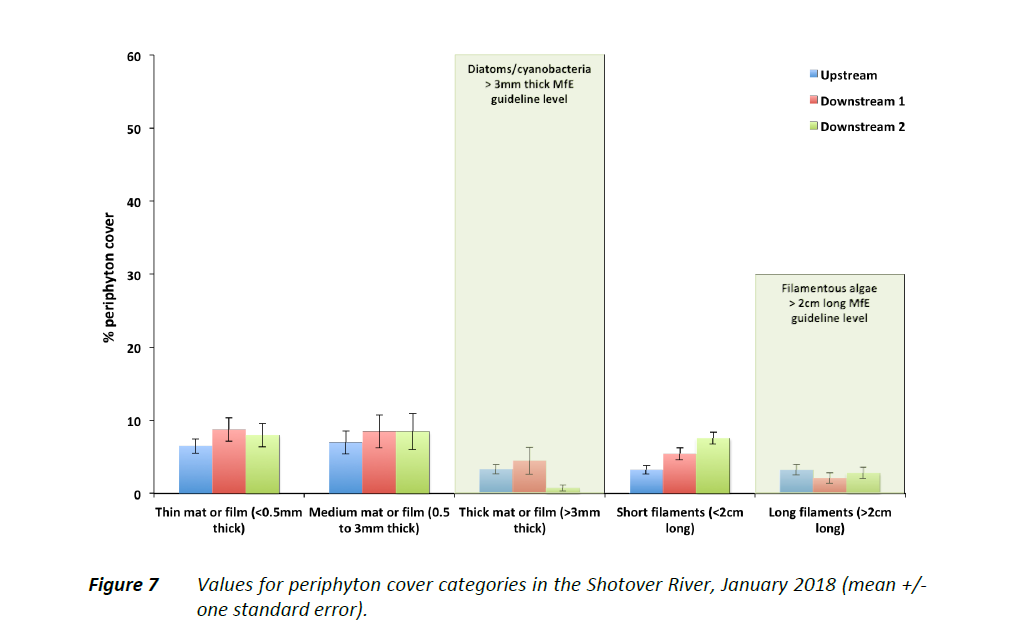 60
50
40
30
20
10
0
% periphyton cover
Diatoms/cyanobacteria
> 3mm thick MfE
guideline level
Upstream
Downstream 1
Downstream 2
Filamentous algae
> 2cm long MfE
guideline level
Thin mat or film (<0.5mm
thick)
Medium mat or film (0.5
to 3mm thick)
Thick mat or film (>3mm
thick)
Short filaments (<2cm
long)
Long filaments (>2cm
long)
Figure 7 Values for periphyton cover categories in the Shotover River, January 2018 (mean +/-
one standard error).